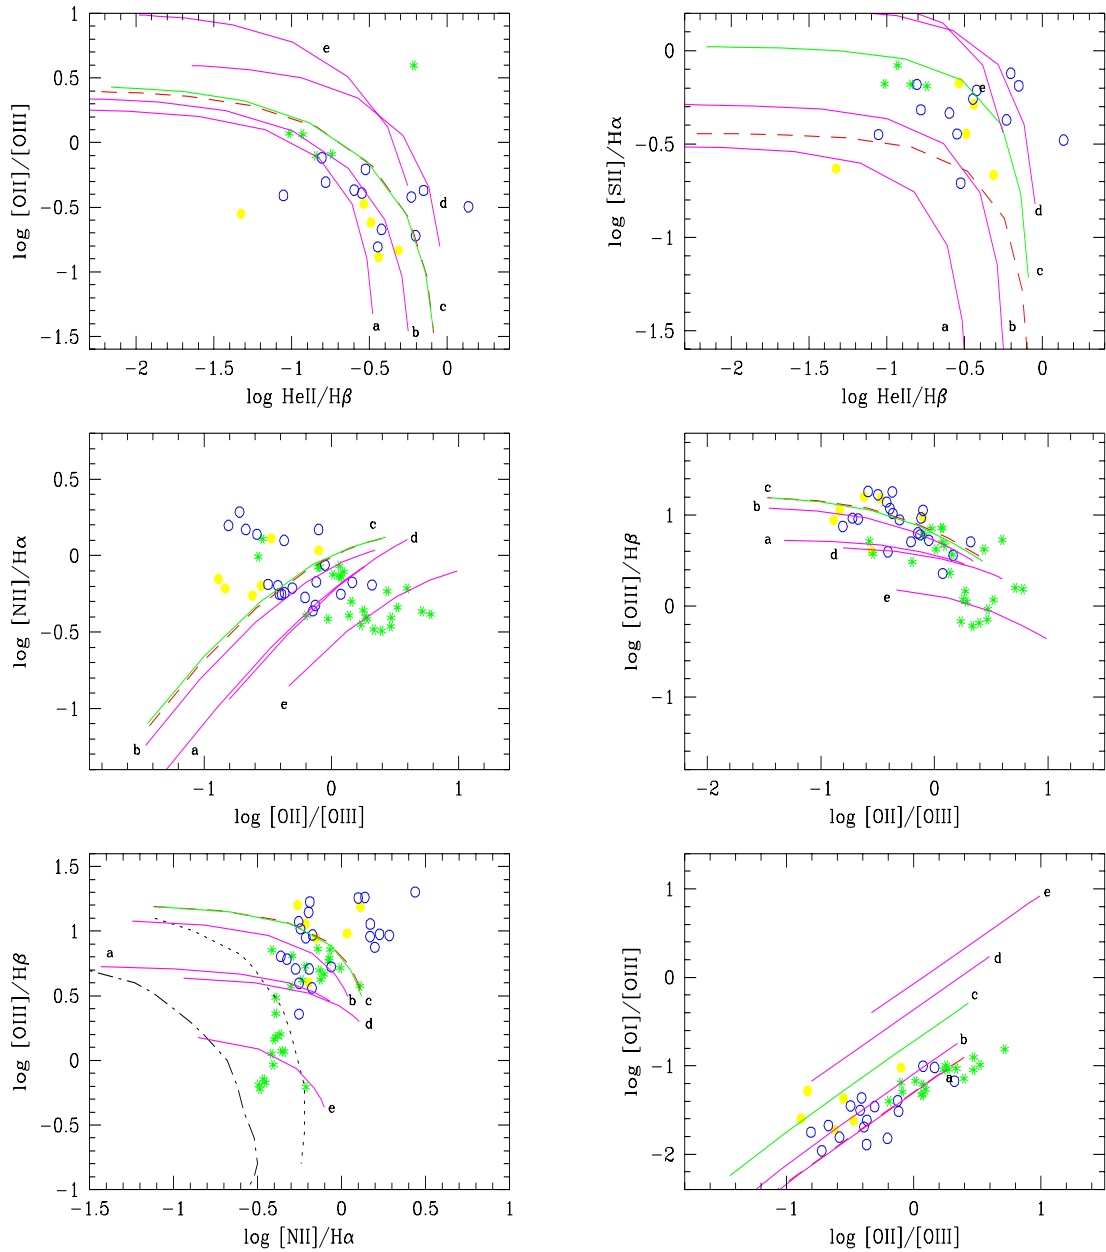 1
0.5
0
−0.5
−1
−1.5
log [OII]/[OIII]
e
d
c
b
a
−2
−1.5
−1
−0.5
0
log HeII/Hβ
0
−0.5
−1
−1.5
log [SII]/Hα
e
d
c
b
a
−2
−1.5
−1
−0.5
0
log HeII/Hβ
0.5
0
−0.5
−1
log [NII]/Hα
c
d
e
b
a
−1
0
1
log [OII]/[OIII]
1
0
−1
log [OIII]/Hβ
c
b
a
d
e
−2
−1
0
1
log [OII]/[OIII]
1.5
1
0.5
0
−0.5
−1
log [OIII]/Hβ
a
b
c
d
e
−1.5
−1
−0.5
0
0.5
1
log [NII]/Hα
1
0
−1
−2
log [OI]/[OIII]
e
d
c
b
a
−1
0
1
log [OII]/[OIII]